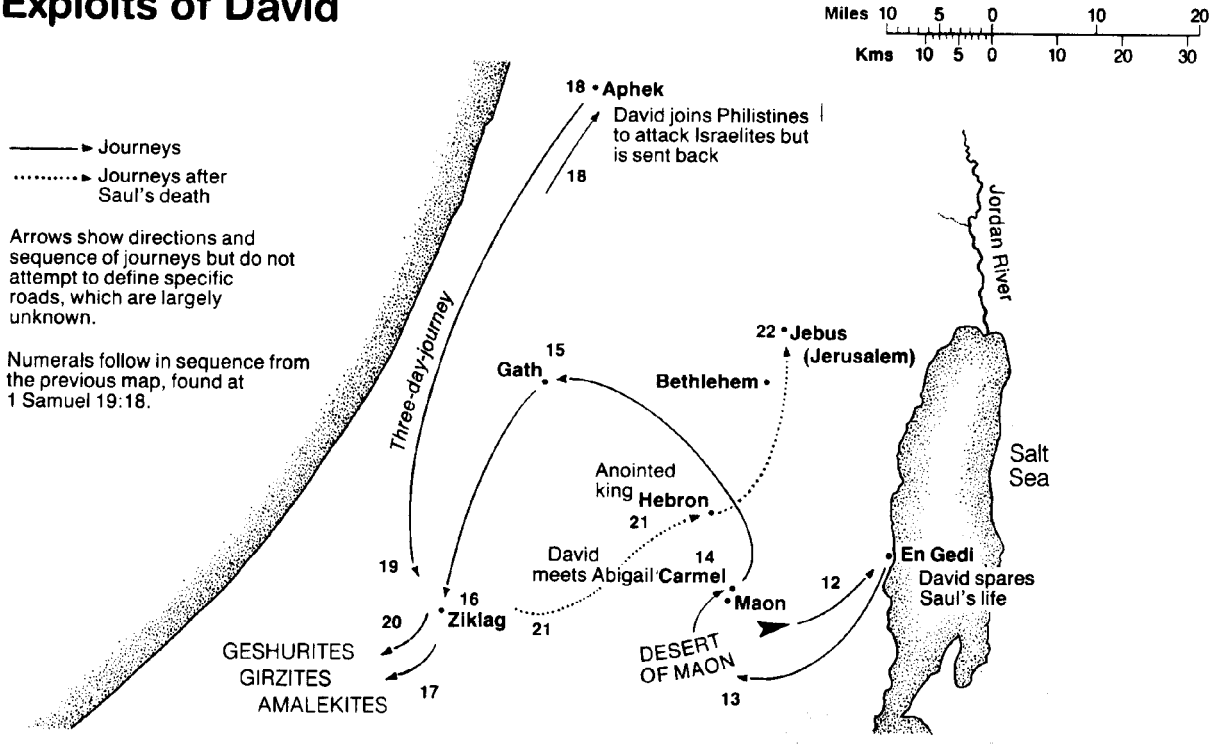 Exploits of David
Miles 10 5 0 10 20
Kms 10 5 0 10 20 30
Journeys
Journeys after
Saul's death
Arrows show directions and
sequence of journeys but do not
attempt to define specific
roads, which are largely
unknown.
Numerals follow in sequence from
the previous map, found at
1 Samuel 19:18.
18 Aphek
David joins Philistines
to attack Israelites but
is sent back
18
Three-day-journey
Jordan River
22 Jebus
(Jerusalem)
15
Gath
Bethlehem
Salt
Sea
Anointed
king Hebron
21
14
David
meets Abigail Carmel
Maon
12
En Gedi
David spares
Saul's life
19
16
Ziklag
20
21
GESHURITES
GIRZITES
AMALEKITES
17
DESERT
OF MAON
13